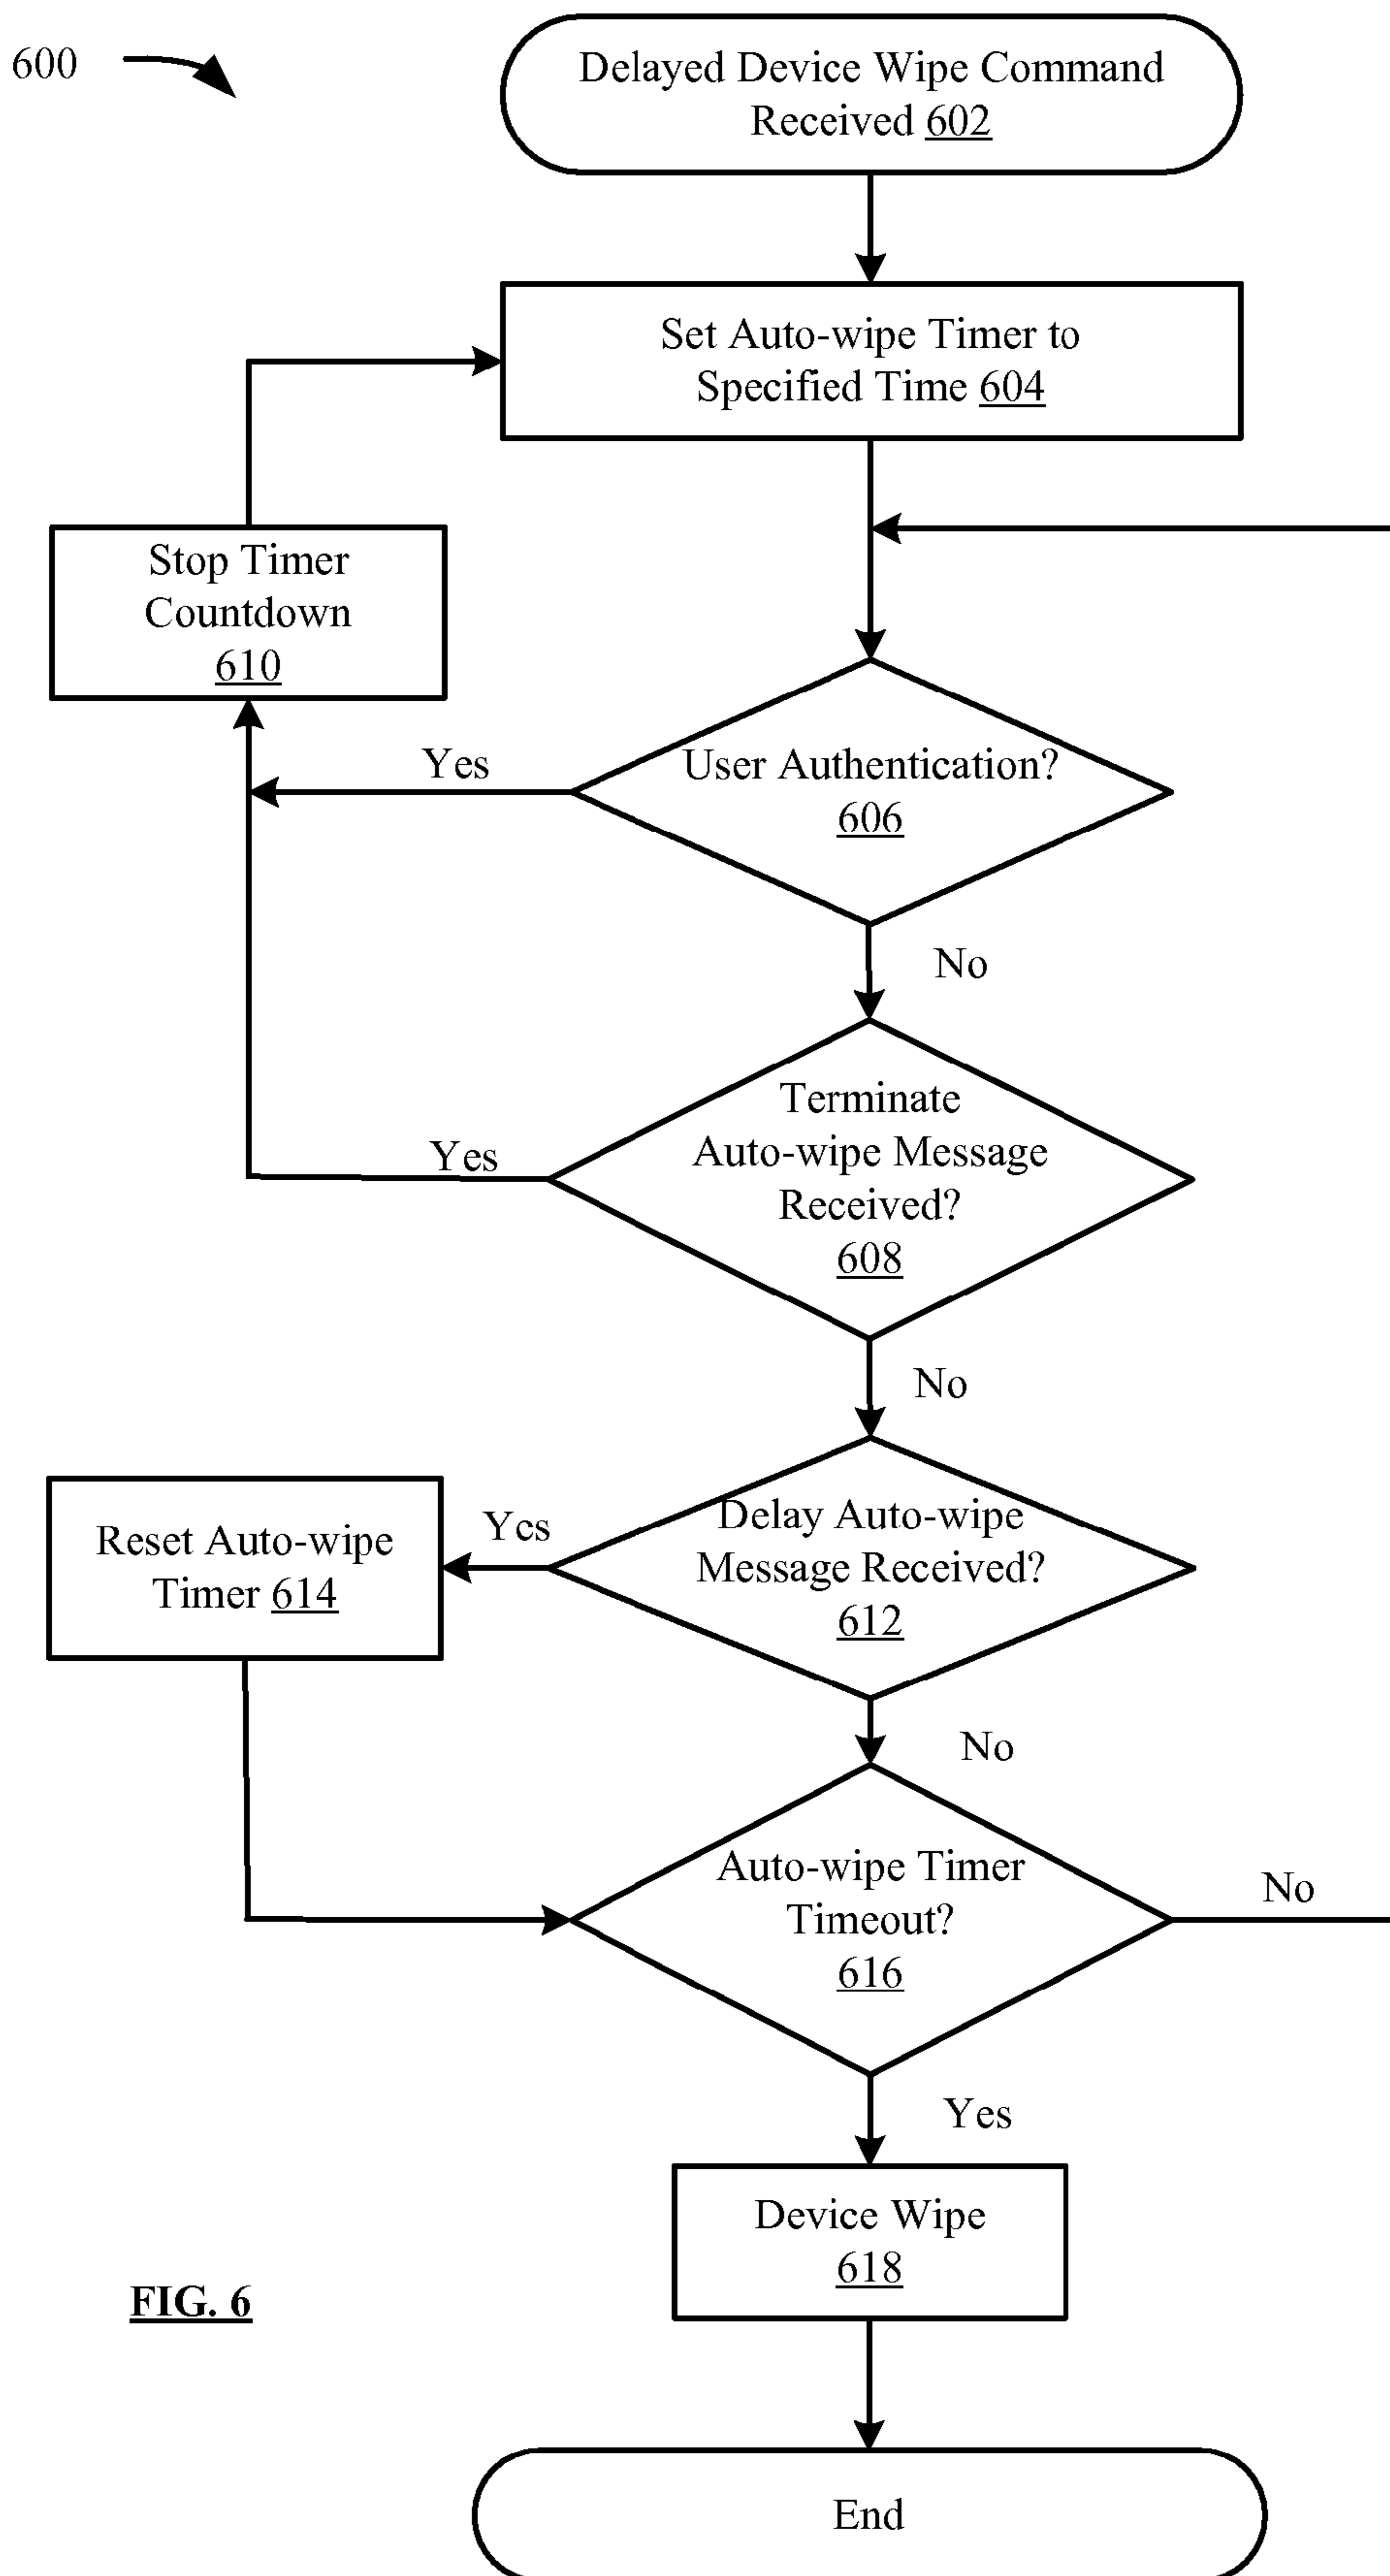 600
Delayed Device Wipe Command
Received 602
Set Auto-wipe Timer to
Specified Time 604
Stop Timer
Countdown
610
Yes
User Authentication?
606
No
Terminate
Auto-wipe Message
Received?
608
Yes
No
Reset Auto-wipe
Timer 614
Yes
Delay Auto-wipe
Message Received?
612
No
Auto-wipe Timer
Timeout?
616
No
Yes
Device Wipe
618
FIG. 6
End